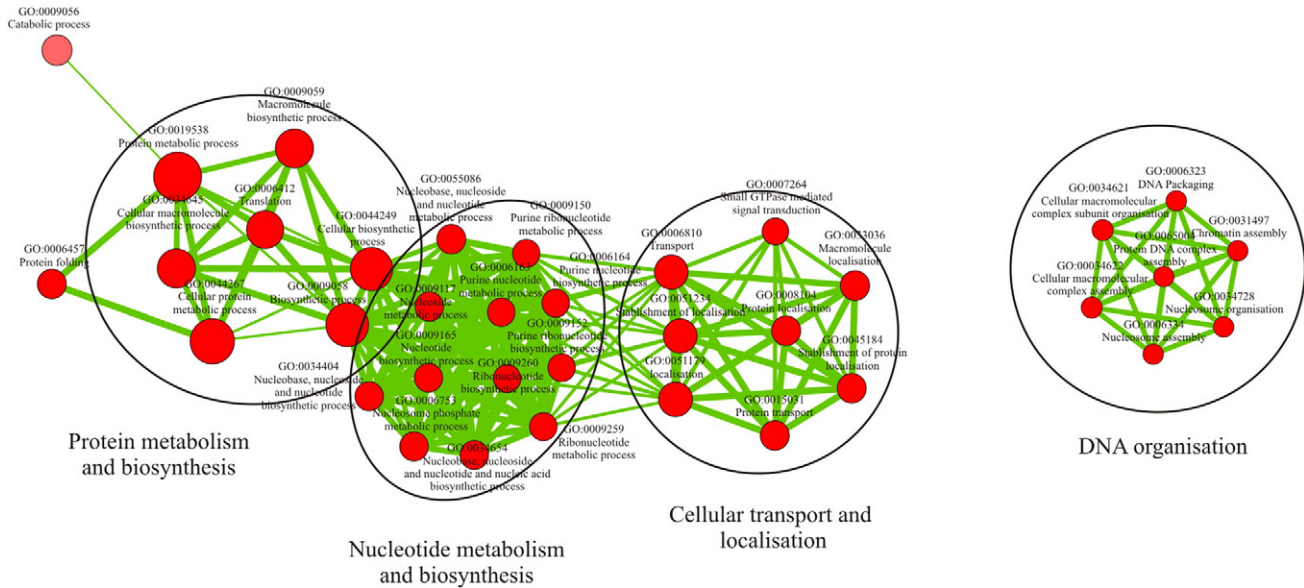 GO:0009056
Catabolic process
GO:0009059
Macromolecule
biosynthetic process
GO:0019538
Protein metabolic process
GO:0006412
Translation
GO:0034645
Cellular macromolecule
biosynthetic process
GO:0044249
Cellular biosynthetic
process
GO:0006457
Protein folding
GO:0044267
Cellular protein
metabolic process
GO:0009058
Biosynthetic process
Protein metabolism
and biosynthesis
GO:0055086
Nucleobase, nucleoside
and nucleotide
metabolic process
GO:0009150
Purine ribonucleotide
metabolic process
GO:0006164
Purine nucleotide
biosynthetic process
GO:0006163
Purine nucleotide
metabolic process
GO:0009117
Nucleotide
metabolic process
GO:0009152
Purine ribonucleotide
biosynthetic process
GO:0009165
Nucleotide
biosynthetic process
GO:0009260
Ribonucleotide
biosynthetic process
GO:0034404
Nucleobase, nucleoside
and nucleotide
biosynthetic process
GO:0006753
Nucleosome phosphate
metabolic process
GO:0034654
Nucleobase, nucleoside
and nucleotide and nucleic acid
biosynthetic process
GO:0009259
Ribonucleotide
metabolic process
Nucleotide metabolism
and biosynthesis
GO:0007264
Small GTPase mediated
signal transduction
GO:0006810
Transport
GO:0033036
Macromolecule
localisation
GO:0051234
Stablishment of localisation
GO:0008104
Protein localisation
GO:0051179
localisation
GO:0045184
Stablishment of protein
localisation
GO:0015031
Protein transport
Cellular transport and
localisation
GO:0006323
DNA Packaging
GO:0034621
Cellular macromolecular
complex subunit organisation
GO:0031497
Chromatin assembly
GO:0065004
Protein DNA complex
assembly
GO:00034622
Cellular macromolecular
complex assembly
GO:0034728
Nucleosome organisation
GO:0006334
Nucleosome assembly
DNA organisation